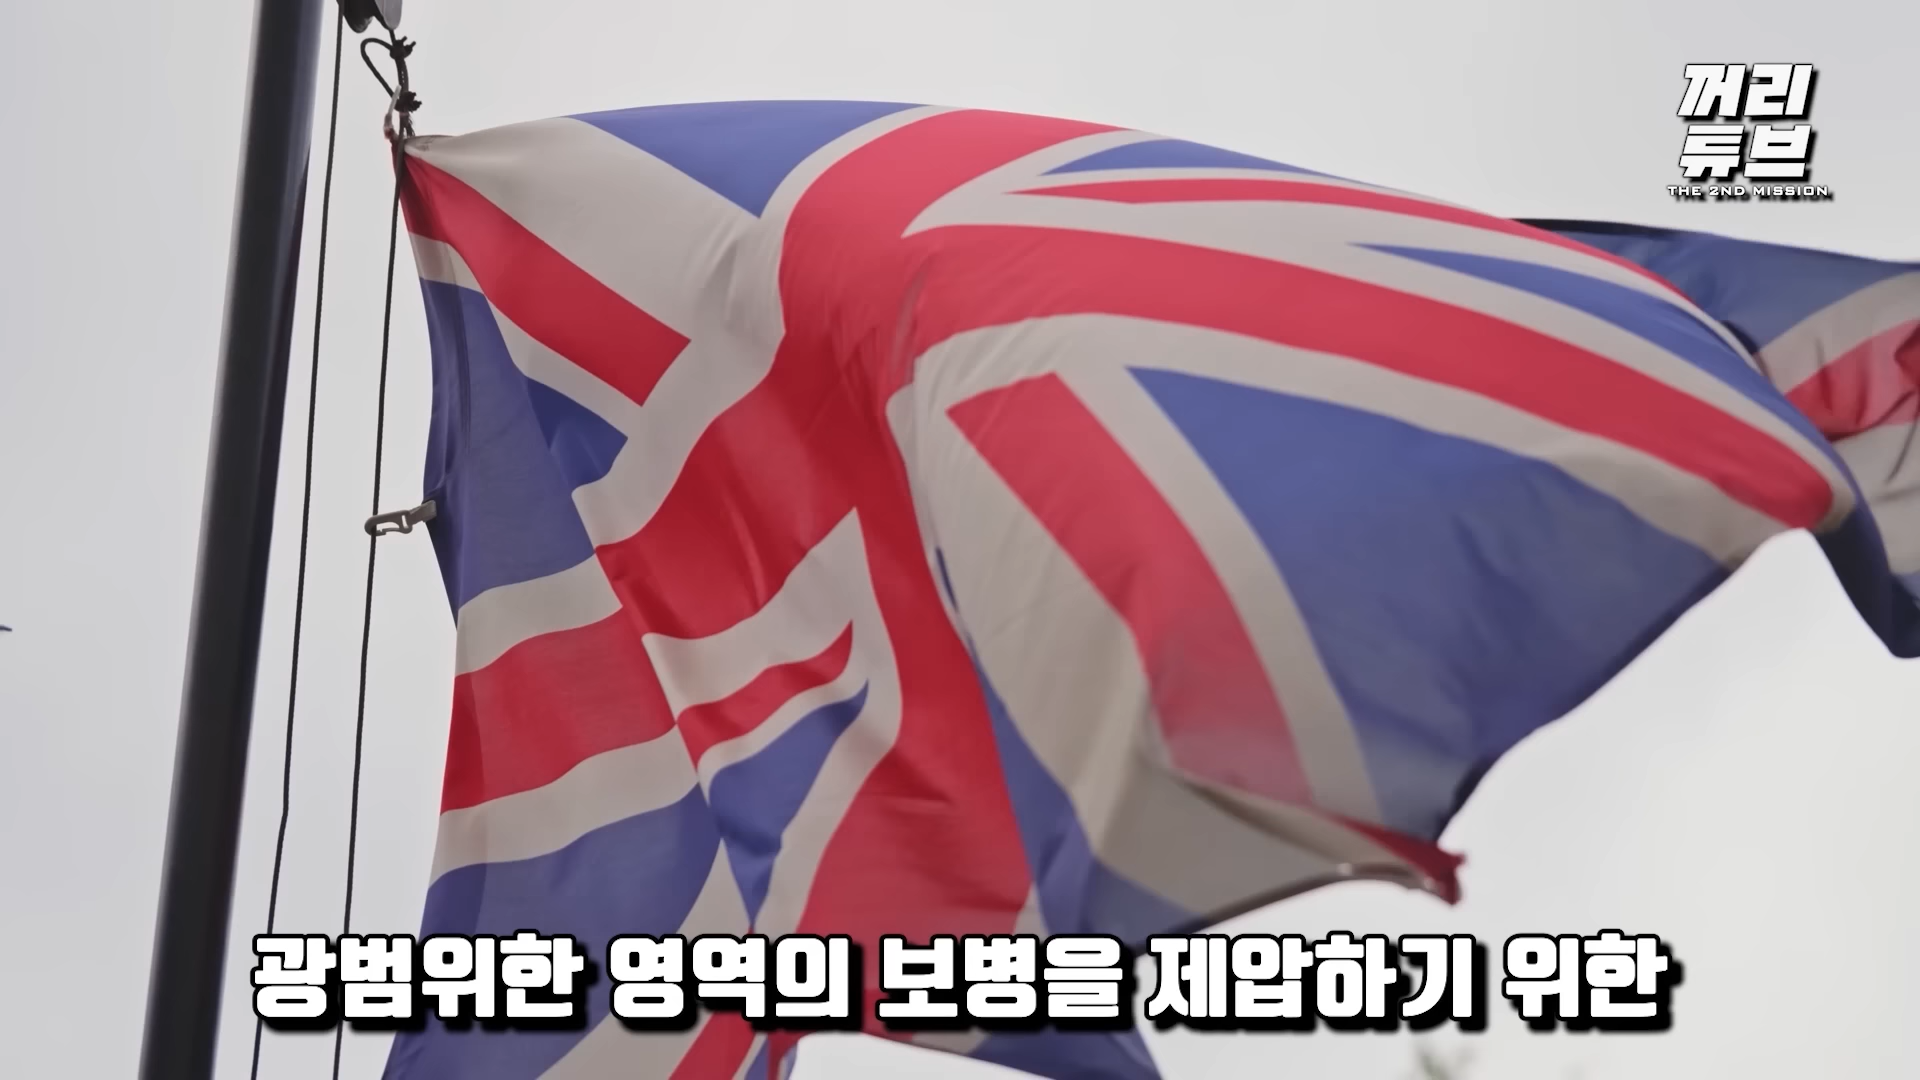 꺼리
튜브
THE 2ND MISSION
광범위한 영역의 보병을 제압하기 위한